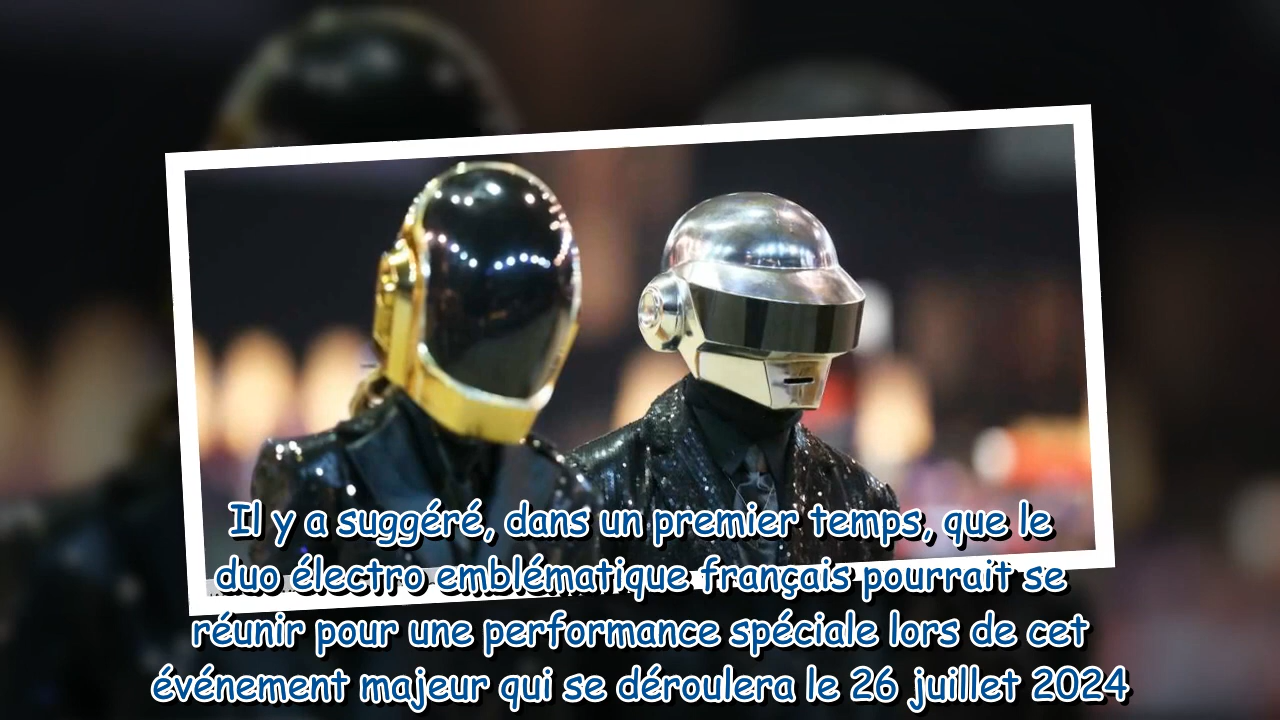 Il y a suggéré, dans un premier temps, que le
duo électro emblématique français pourrait se
réunir pour une performance spéciale lors de cet
événement majeur qui se déroulera le 26 juillet 2024